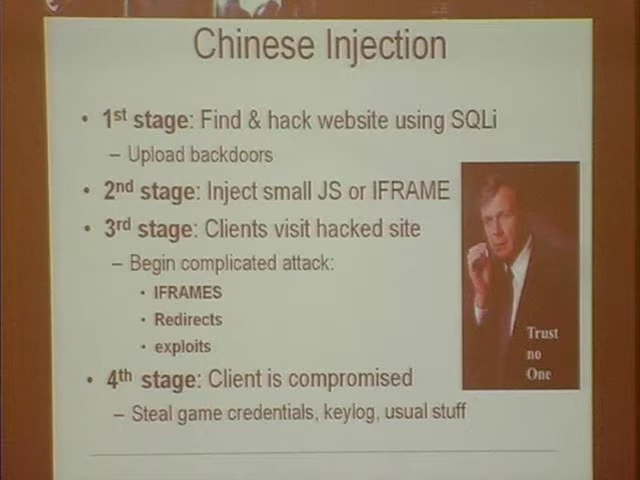 Chinese Injection
• 1st stage: Find & hack website using SQLi
– Upload backdoors
• 2nd stage: Inject small JS or IFRAME
• 3rd stage: Clients visit hacked site
– Begin complicated attack:
• IFRAMES
• Redirects
• exploits
• 4th stage: Client is compromised
– Steal game credentials, keylog, usual stuff
Trust
no
One